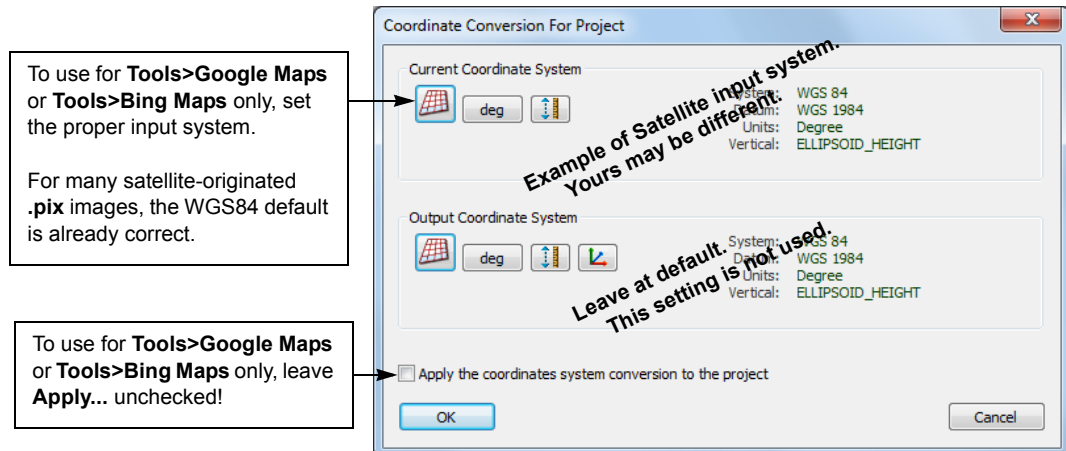 To use for Tools>Google Maps
or Tools>Bing Maps only, set
the proper input system.
For many satellite-originated
.pix images, the WGS84 default
is already correct.
To use for Tools>Google Maps
or Tools>Bing Maps only, leave
Apply... unchecked!
Coordinate Conversion For Project
Current Coordinate System
deg
System: WGS 84
Datum: WGS 1984
Units: Degree
Vertical: ELLIPSOID_HEIGHT
Example of Satellite input system.
Yours may be different.
Output Coordinate System
deg
System: WGS 84
Datum: WGS 1984
Units: Degree
Vertical: ELLIPSOID_HEIGHT
Leave at default.
This setting is not used.
Apply the coordinates system conversion to the project
OK
Cancel